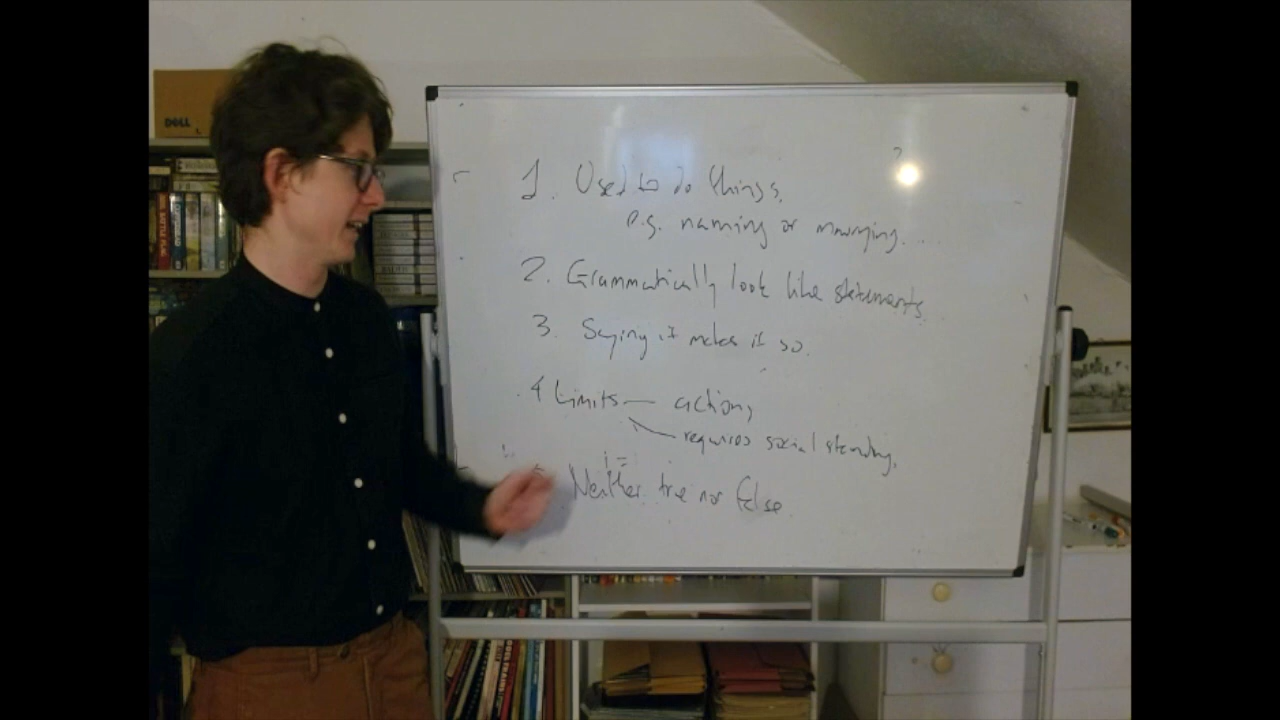 DELL
1. Used to do things,
e.g. naming or marrying.
2. Grammatically look like statements.
3. Saying it makes it so.
4 Limits — actions
requires social standing.
Neither true nor false